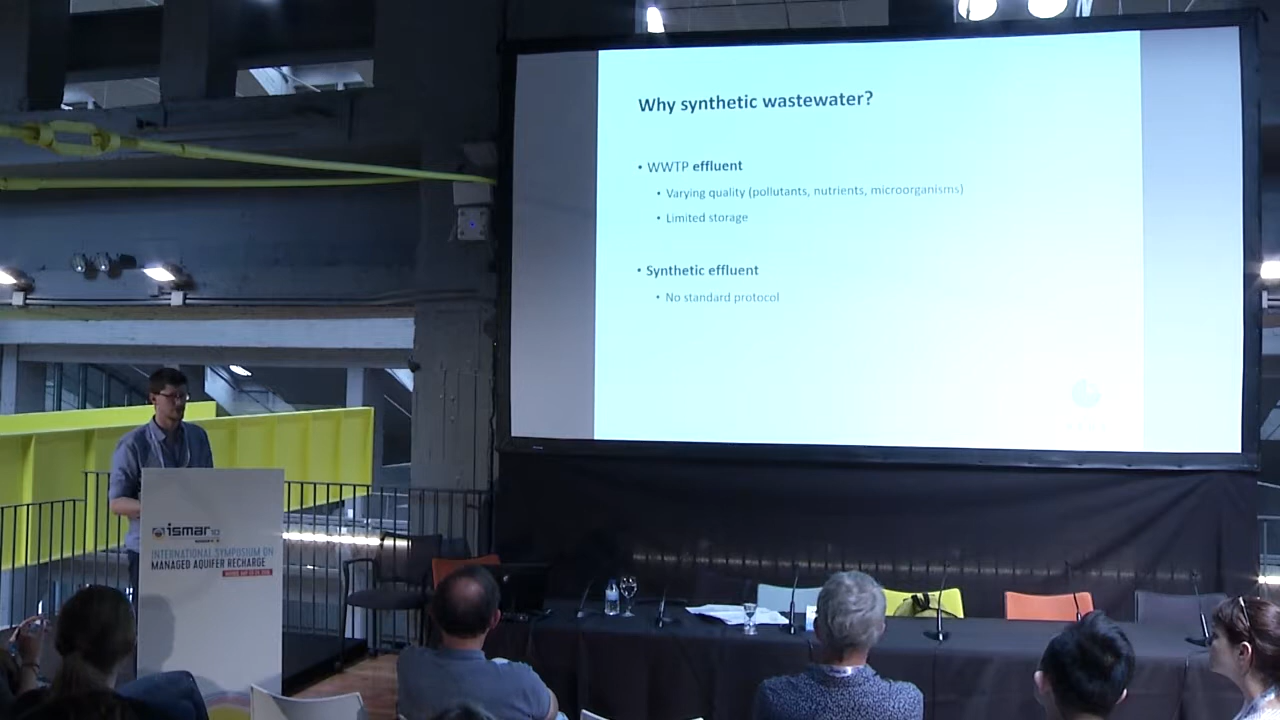 Why synthetic wastewater?
• WWTP effluent
• Varying quality (pollutants, nutrients, microorganisms)
• Limited storage
• Synthetic effluent
• No standard protocol
ismar
INTERNATIONAL SYMPOSIUM ON
MANAGED AQUIFER RECHARGE